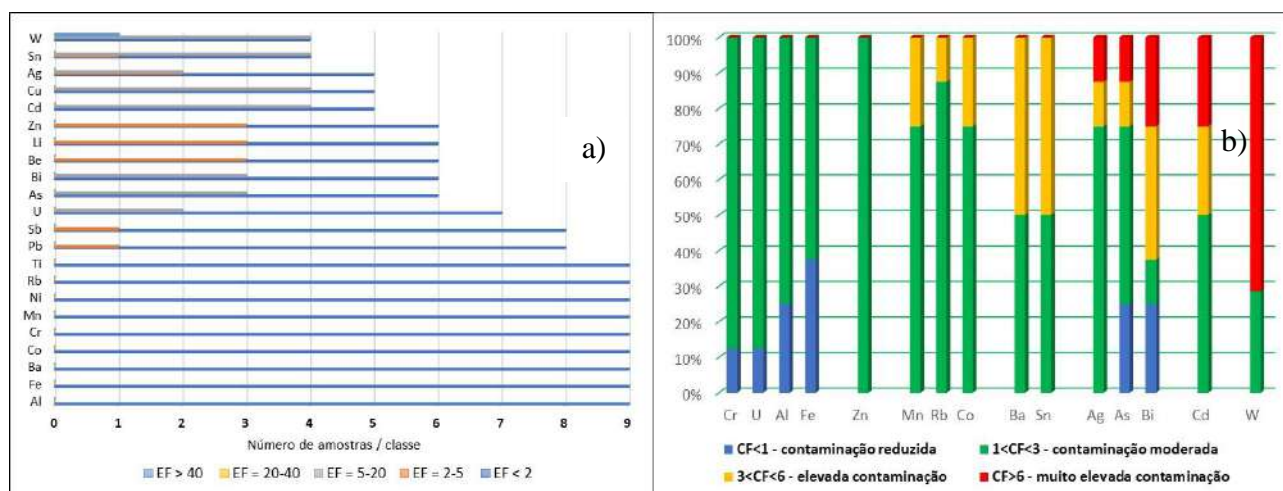 a)
W
Sn
Ag
Cu
Cd
Zn
Li
Be
Bi
As
U
Sb
Pb
Ti
Rb
Ni
Mn
Cr
Co
Ba
Fe
Al
0 1 2 3 4 5 6 7 8 9
Número de amostras / classe
EF > 40 EF = 20-40 EF = 5-20 EF = 2-5 EF < 2
b)
100%
90%
80%
70%
60%
50%
40%
30%
20%
10%
0%
Cr U Al Fe Zn Mn Rb Co Ba Sn Ag As Bi Cd W
CF<1 - contaminação reduzida 1<CF<3 - contaminação moderada
3<CF<6 - elevada contaminação CF>6 - muito elevada contaminação